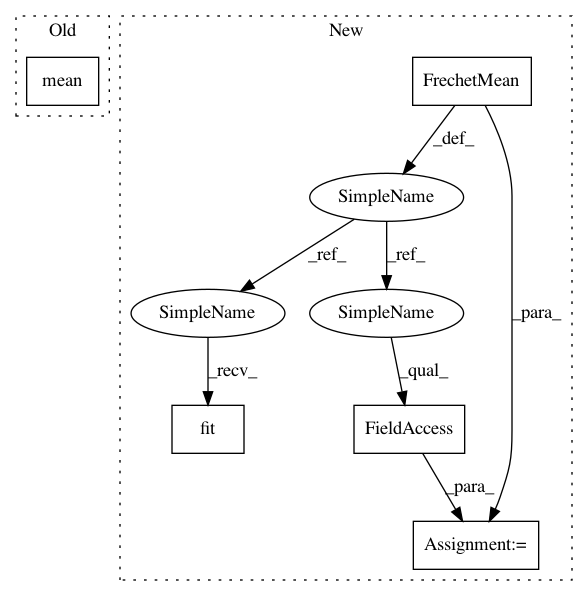 Old
New
mean
FrechetMean
_def_
SimpleName
_ref_
_ref_
SimpleName
SimpleName
_para_
_recv_
_qual_
fit
FieldAccess
_para_
Assignment:=